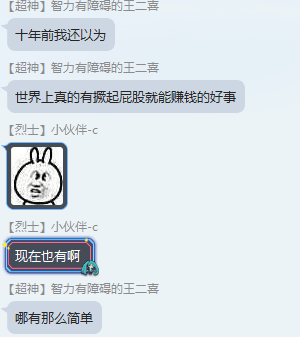 【超神】智力有障碍的王二喜
十年前我还以为
【超神】智力有障碍的王二喜
世界上真的有撅起屁股就能赚钱的好事
【烈士】小伙伴-c
【烈士】小伙伴-c
现在也有啊
【超神】智力有障碍的王二喜
哪有那么简单